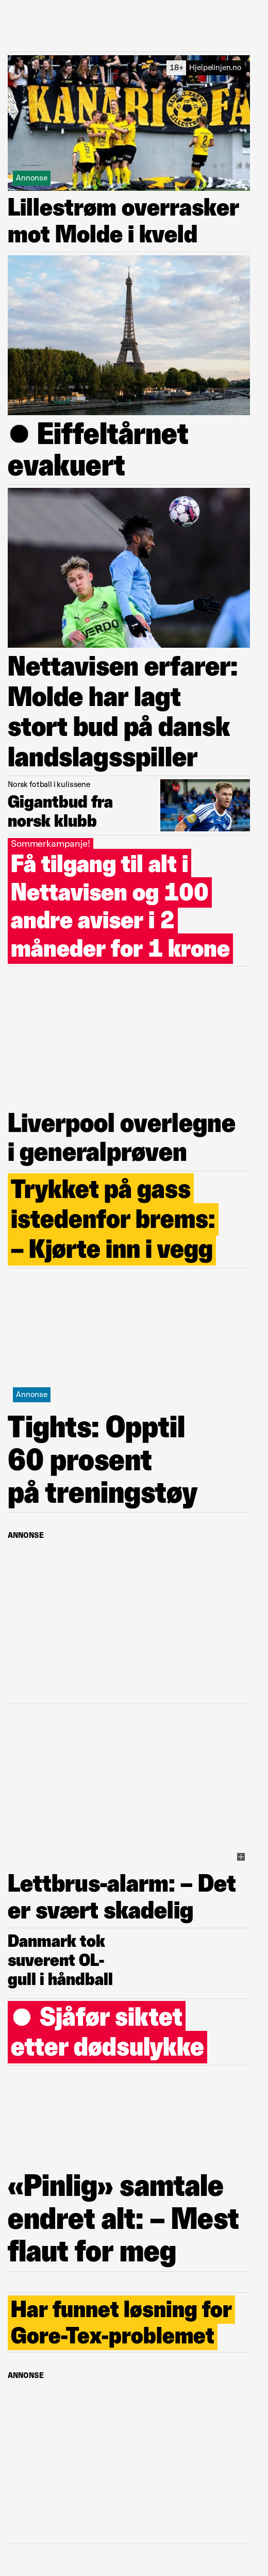 KANARIFA
18+ Hjelpelinjen.no
Annonse
Lillestrøm overrasker
mot Molde i kveld
Eiffeltårnet
evakuert
Nettavisen erfarer:
Molde har lagt
stort bud på dansk
landslagsspiller
Norsk fotball i kulissene
Gigantbud fra
norsk klubb
Sommerkampanje!
Få tilgang til alt i
Nettavisen og 100
andre aviser i 2
måneder for 1 krone
Liverpool overlegne
i generalprøven
Trykket på gass
istedenfor brems:
– Kjørte inn i vegg
Annonse
Tights: Opptil
60 prosent
på treningstøy
ANNONSE
Lettbrus-alarm: – Det
er svært skadelig
Danmark tok
suverent OL-
gull i håndball
Sjåfør siktet
etter dødsulykke
«Pinlig» samtale
endret alt: – Mest
flaut for meg
Har funnet løsning for
Gore-Tex-problemet
ANNONSE